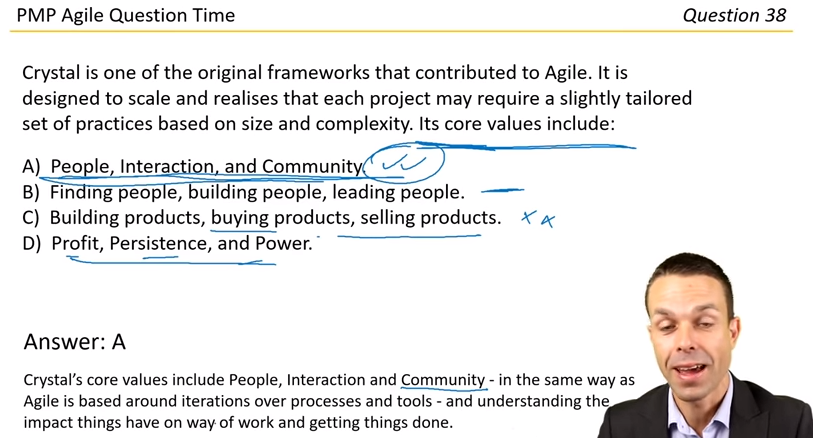 PMP Agile Question Time
Question 38
Crystal is one of the original frameworks that contributed to Agile. It is
designed to scale and realises that each project may require a slightly tailored
set of practices based on size and complexity. Its core values include:
A) People, Interaction, and Community
B) Finding people, building people, leading people.
C) Building products, buying products, selling products.
D) Profit, Persistence, and Power.
Answer: A
Crystal's core values include People, Interaction and Community - in the same way as
Agile is based around iterations over processes and tools - and understanding the
impact things have on way of work and getting things done.